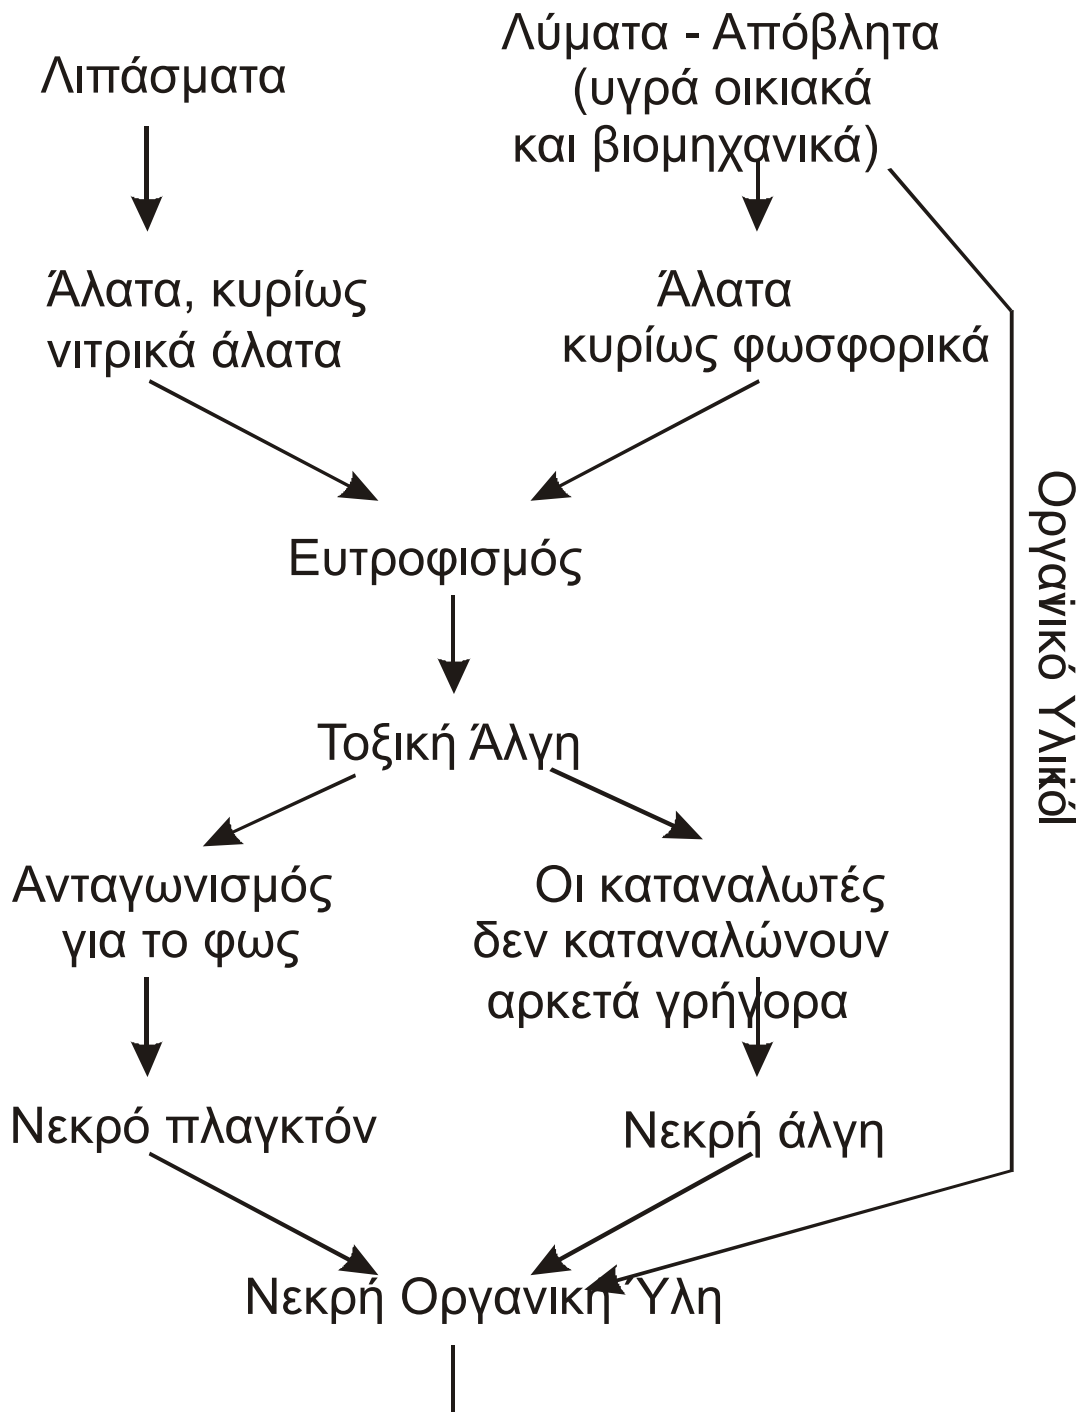 Λιπάσματα
Λύματα - Απόβλητα
(υγρά οικιακά
και βιομηχανικά)
Άλατα, κυρίως
νιτρικά άλατα
Άλατα
κυρίως φωσφορικά
Ευτροφισμός
Οργανικό Υλικό
Τοξική Άλγη
Ανταγωνισμός
για το φως
Οι καταναλωτές
δεν καταναλώνουν
αρκετά γρήγορα
Νεκρό πλαγκτόν
Νεκρή άλγη
Νεκρή Οργανική Ύλη